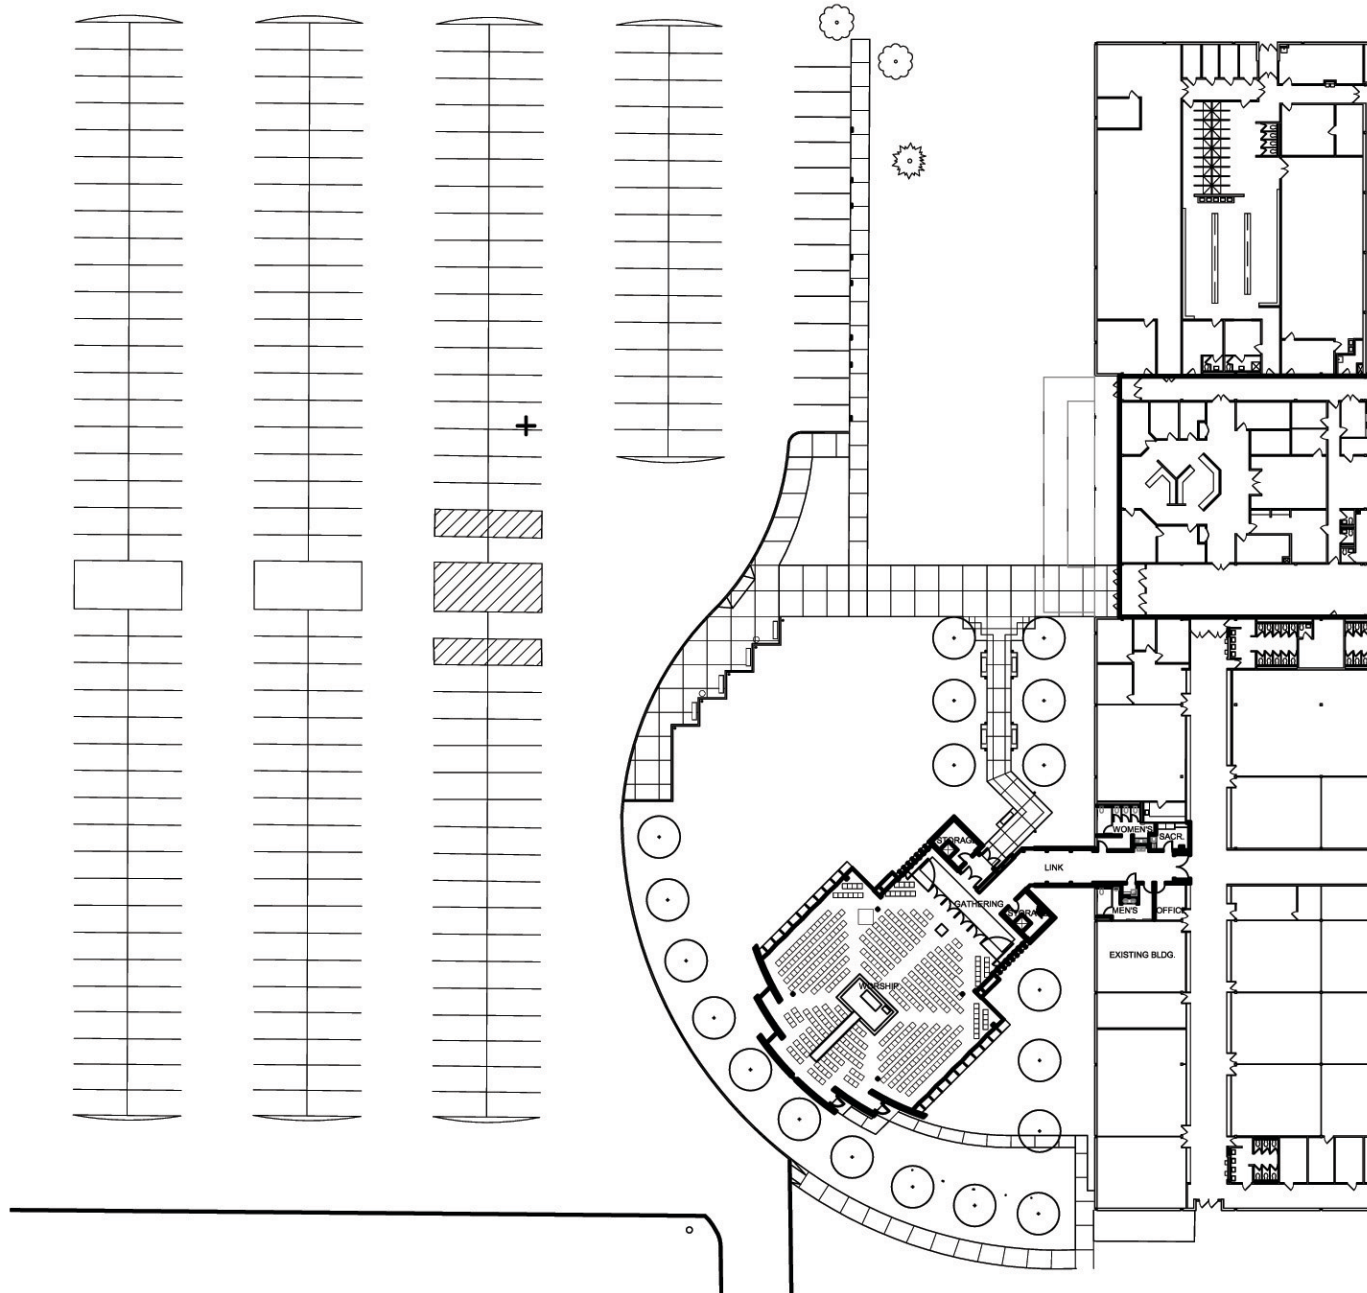 WOMEN'S
SACR.
STORAGE
LINK
GATHERING
STORAGE
MEN'S
OFFICE
EXISTING BLDG.
WORSHIP